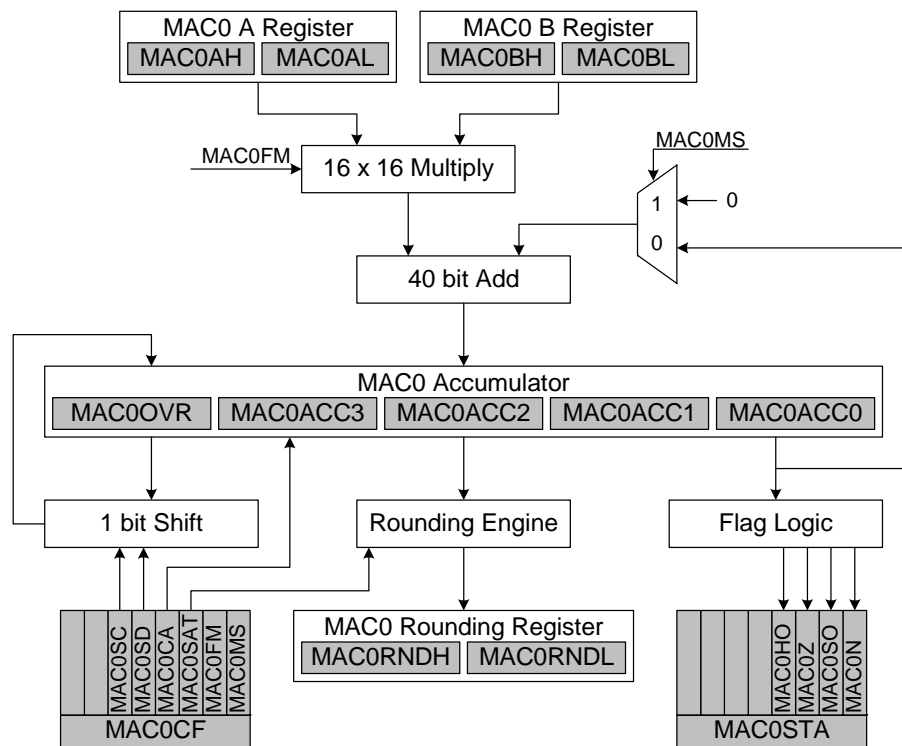 MAC0 A Register
MAC0AH MAC0AL
MAC0 B Register
MAC0BH MAC0BL
MAC0FM
16 x 16 Multiply
MAC0MS
1
0
0
40 bit Add
MAC0 Accumulator
MAC0OVR MAC0ACC3 MAC0ACC2 MAC0ACC1 MAC0ACC0
1 bit Shift
Rounding Engine
Flag Logic
MAC0SC
MAC0SD
MAC0CA
MAC0SAT
MAC0FM
MAC0MS
MAC0CF
MAC0 Rounding Register
MAC0RNDH MAC0RNDL
MAC0HO
MAC0Z
MAC0SO
MAC0N
MAC0STA